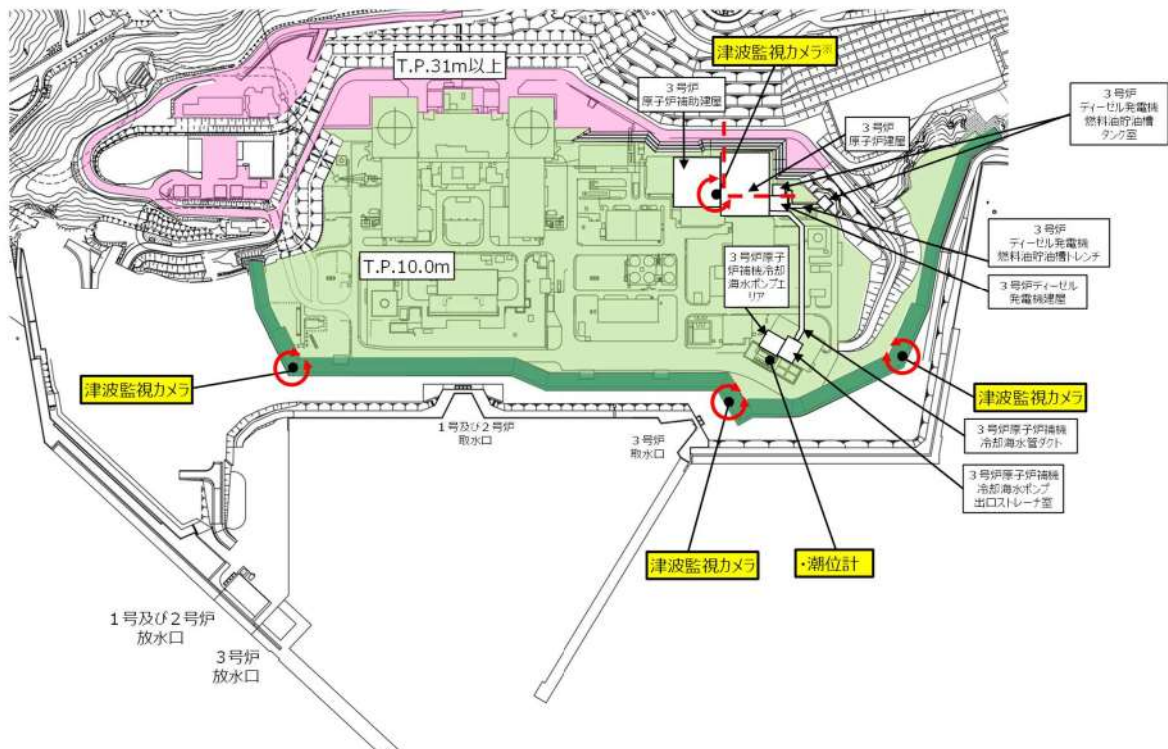 津波監視カメラ※
T.P.31m以上
3号炉
原子炉補助建屋
3号炉
原子炉建屋
3号炉
ディーゼル発電機
燃料油貯油槽
タンク室
3号炉
ディーゼル発電機
燃料油貯油槽トレンチ
T.P.10.0m
3号炉原子
炉補機冷却
海水ポンプエ
リア
3号炉ディーゼル
発電機建屋
津波監視カメラ
津波監視カメラ
1号及び2号炉
取水口
3号炉
取水口
3号炉原子炉補機
冷却海水管ダクト
3号炉原子炉補機
冷却海水ポンプ
出口ストレーナ室
津波監視カメラ
・潮位計
1号及び2号炉
放水口
3号炉
放水口